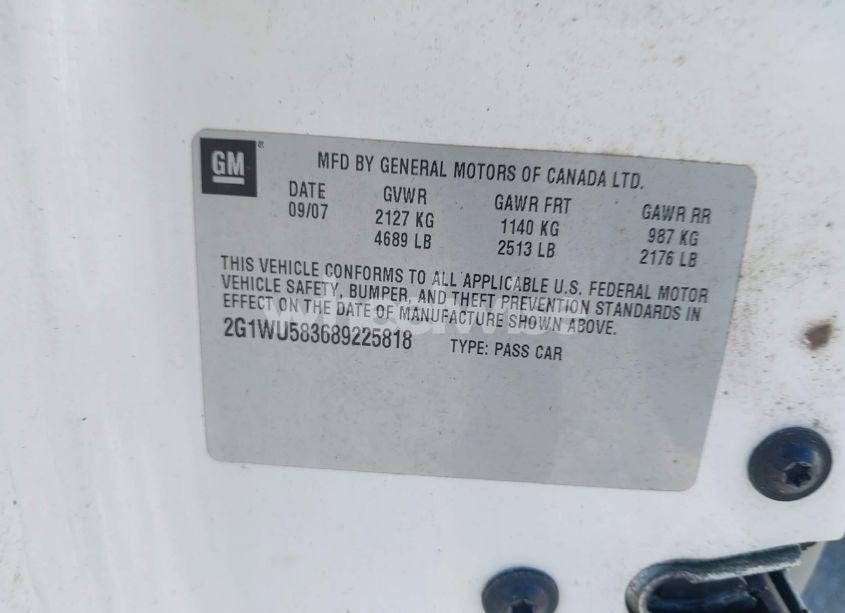 GM ® MFD BY GENERAL MOTORS OF CANADA LTD.
DATE GVWR GAWR FRT GAWR RR
09/07 2127 KG 1140 KG 987 KG
4689 LB 2513 LB 2176 LB
THIS VEHICLE CONFORMS TO ALL APPLICABLE U.S. FEDERAL MOTOR
VEHICLE SAFETY, BUMPER, AND THEFT PREVENTION STANDARDS IN
EFFECT ON THE DATE OF MANUFACTURE SHOWN ABOVE.
2G1WU583689225818 TYPE: PASS CAR